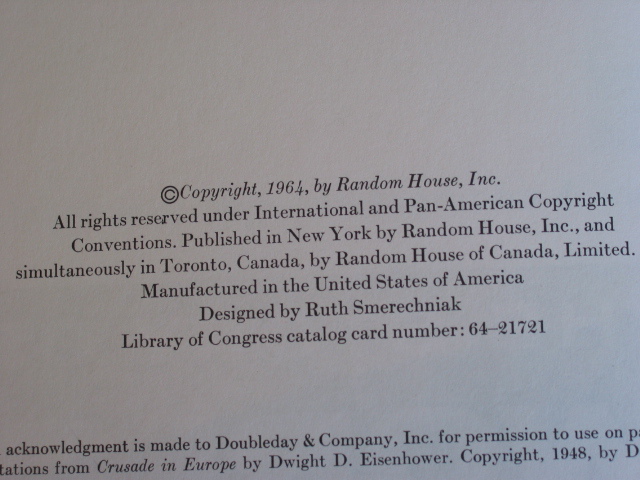 ©Copyright, 1964, by Random House, Inc.
All rights reserved under International and Pan-American Copyright
Conventions. Published in New York by Random House, Inc., and
simultaneously in Toronto, Canada, by Random House of Canada, Limited.
Manufactured in the United States of America
Designed by Ruth Smerechniak
Library of Congress catalog card number: 64–21721
acknowledgment is made to Doubleday & Company, Inc. for permission to use on
from Crusade in Europe by Dwight D. Eisenhower. Copyright, 1948, by